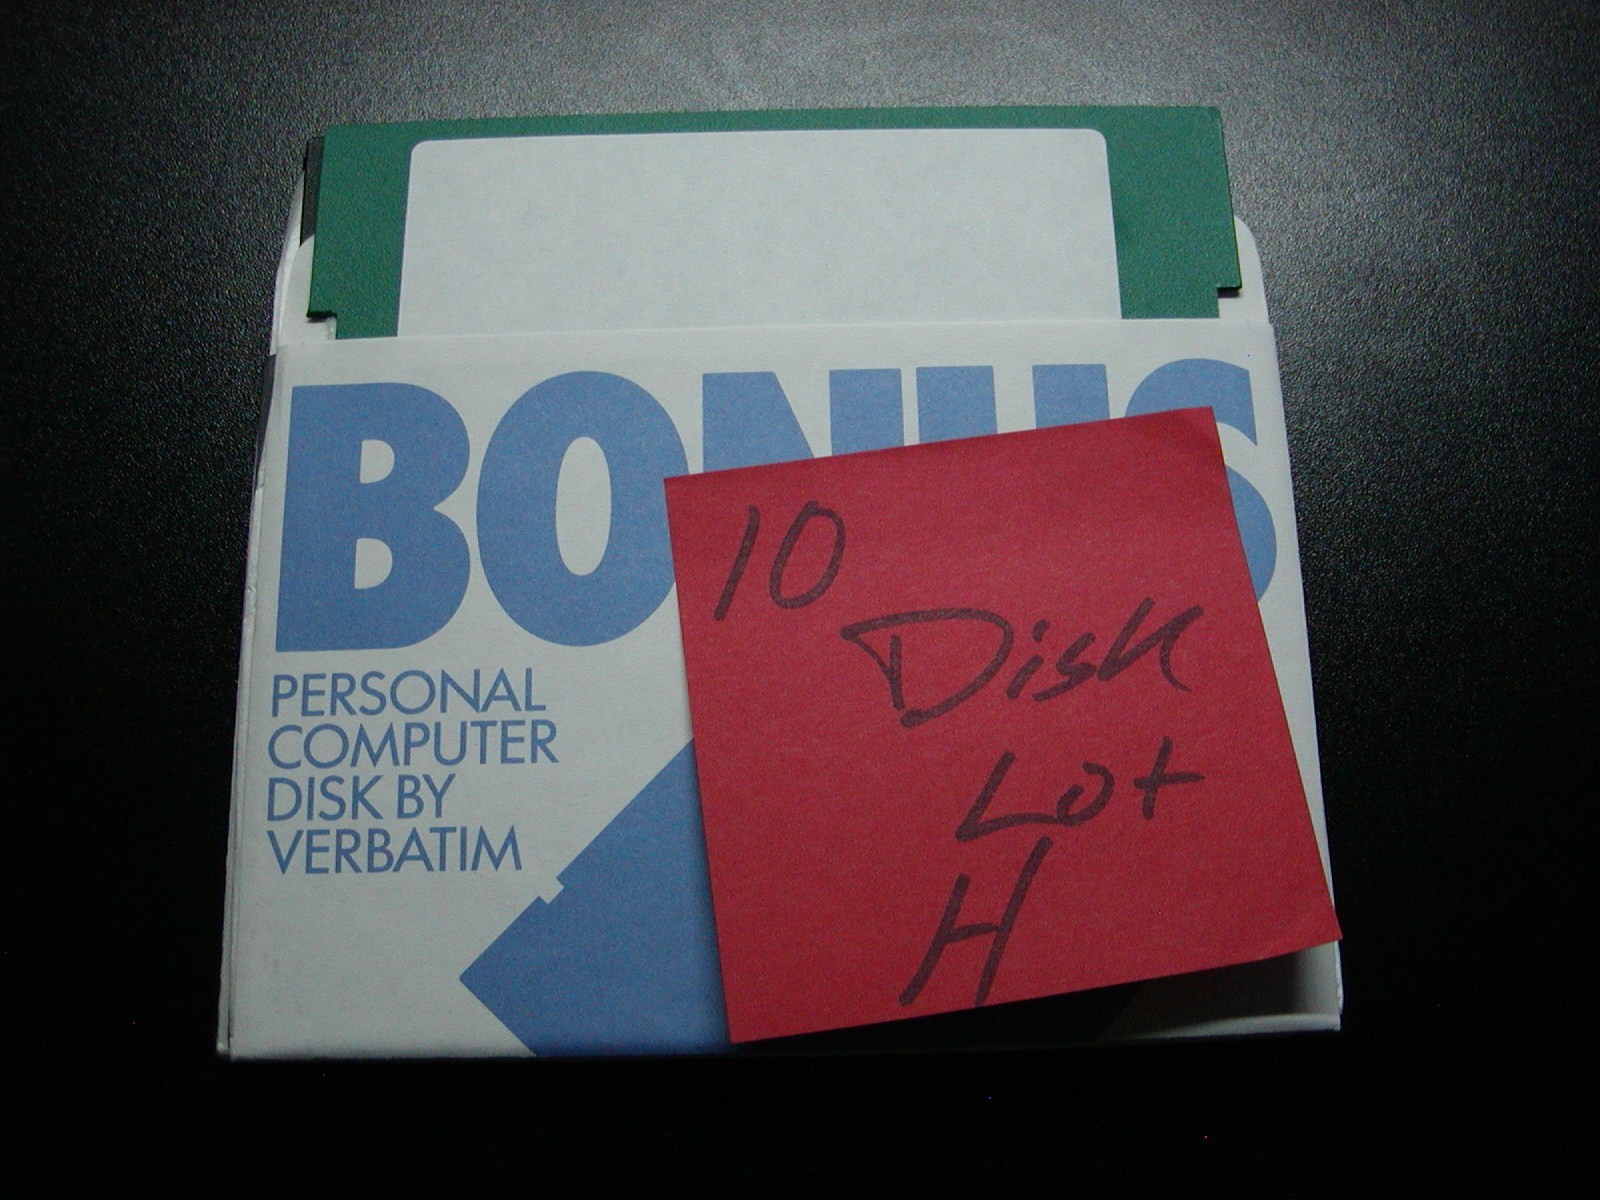 BONUS
PERSONAL
COMPUTER
DISK BY
VERBATIM
10
Disk
Lot
H